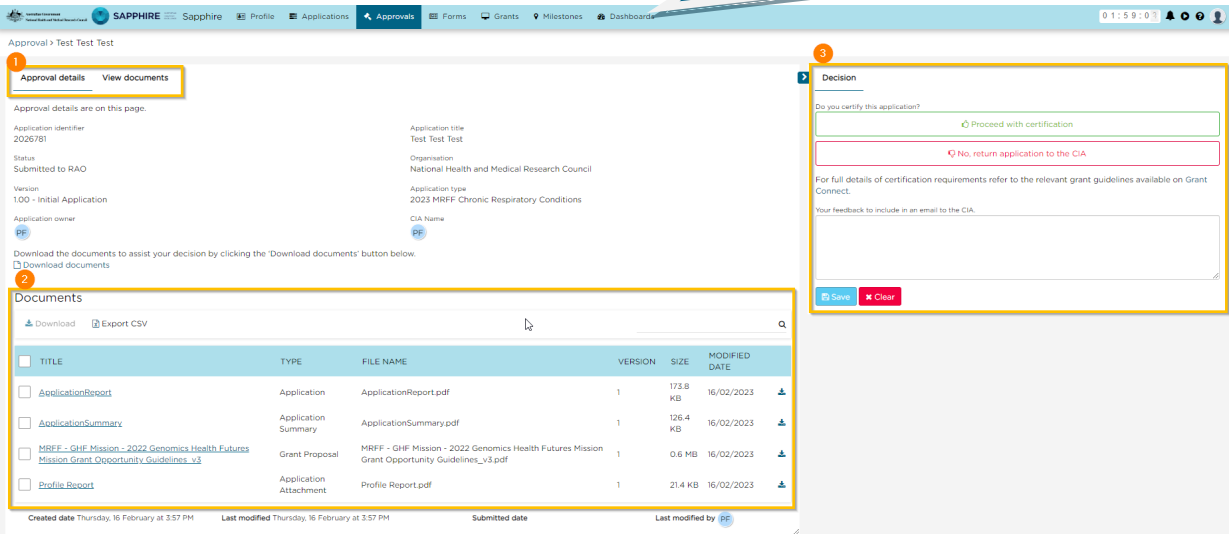 Australian Government
National Health and Medical Research Council
SAPPHIRE Sapphire Profile Applications Approvals Forms Grants Milestones Dashboards
Approval > Test Test Test
1
Approval details View documents
Approval details are on this page.
Application identifier Application title
2026781 Test Test Test
Status Organisation
Submitted to RAO National Health and Medical Research Council
Version Application type
1.00 - Initial Application 2023 MRFF Chronic Respiratory Conditions
Application owner CIA Name
PF PF
Download the documents to assist your decision by clicking the 'Download documents' button below.
Download documents
2
Documents
Download Export CSV
TITLE TYPE FILE NAME VERSION SIZE MODIFIED DATE
ApplicationReport Application ApplicationReport.pdf 1 173.8 KB 16/02/2023
ApplicationSummary Application Summary ApplicationSummary.pdf 1 126.4 KB 16/02/2023
MRFF - GHF Mission - 2022 Genomics Health Futures Mission Grant Opportunity Guidelines_v3 Grant Proposal MRFF - GHF Mission - 2022 Genomics Health Futures Mission Grant Opportunity Guidelines_v3.pdf 1 0.6 MB 16/02/2023
Profile Report Application Attachment Profile Report.pdf 1 21.4 KB 16/02/2023
Created date Thursday, 16 February at 3:57 PM Last modified Thursday, 16 February at 3:57 PM Submitted date Last modified by PF
3
Decision
Do you certify this application?
Proceed with certification
No, return application to the CIA
For full details of certification requirements refer to the relevant grant guidelines available on Grant
Connect.
Your feedback to include in an email to the CIA.
Save Clear